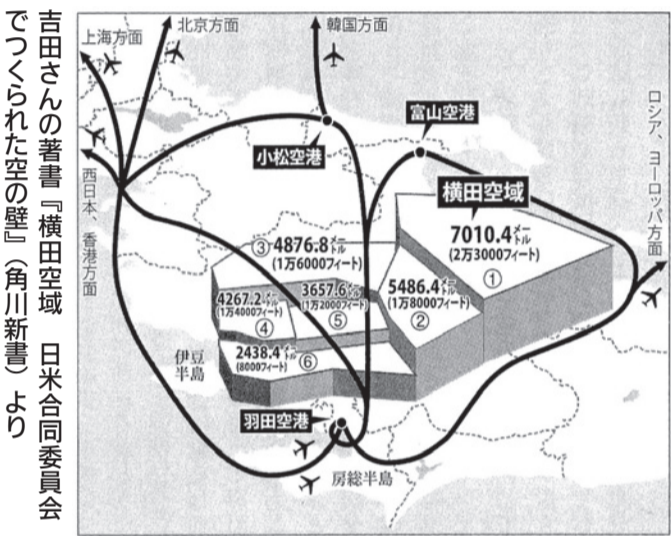 吉田さんの著書『横田空域　日米合同委員会
でつくられた空の壁』（角川新書）より
上海方面
北京方面
韓国方面
ロシア、ヨーロッパ方面
西日本、香港方面
小松空港
富山空港
横田空域
7010.4メートル
(2万3000フィート)
①
③4876.8メートル
(1万6000フィート)
5486.4メートル
(1万8000フィート)
②
4267.2メートル
(1万4000フィート)
④
3657.6メートル
(1万2000フィート)
⑤
2438.4メートル
(8000フィート)
⑥
伊豆
半島
羽田空港
房総半島